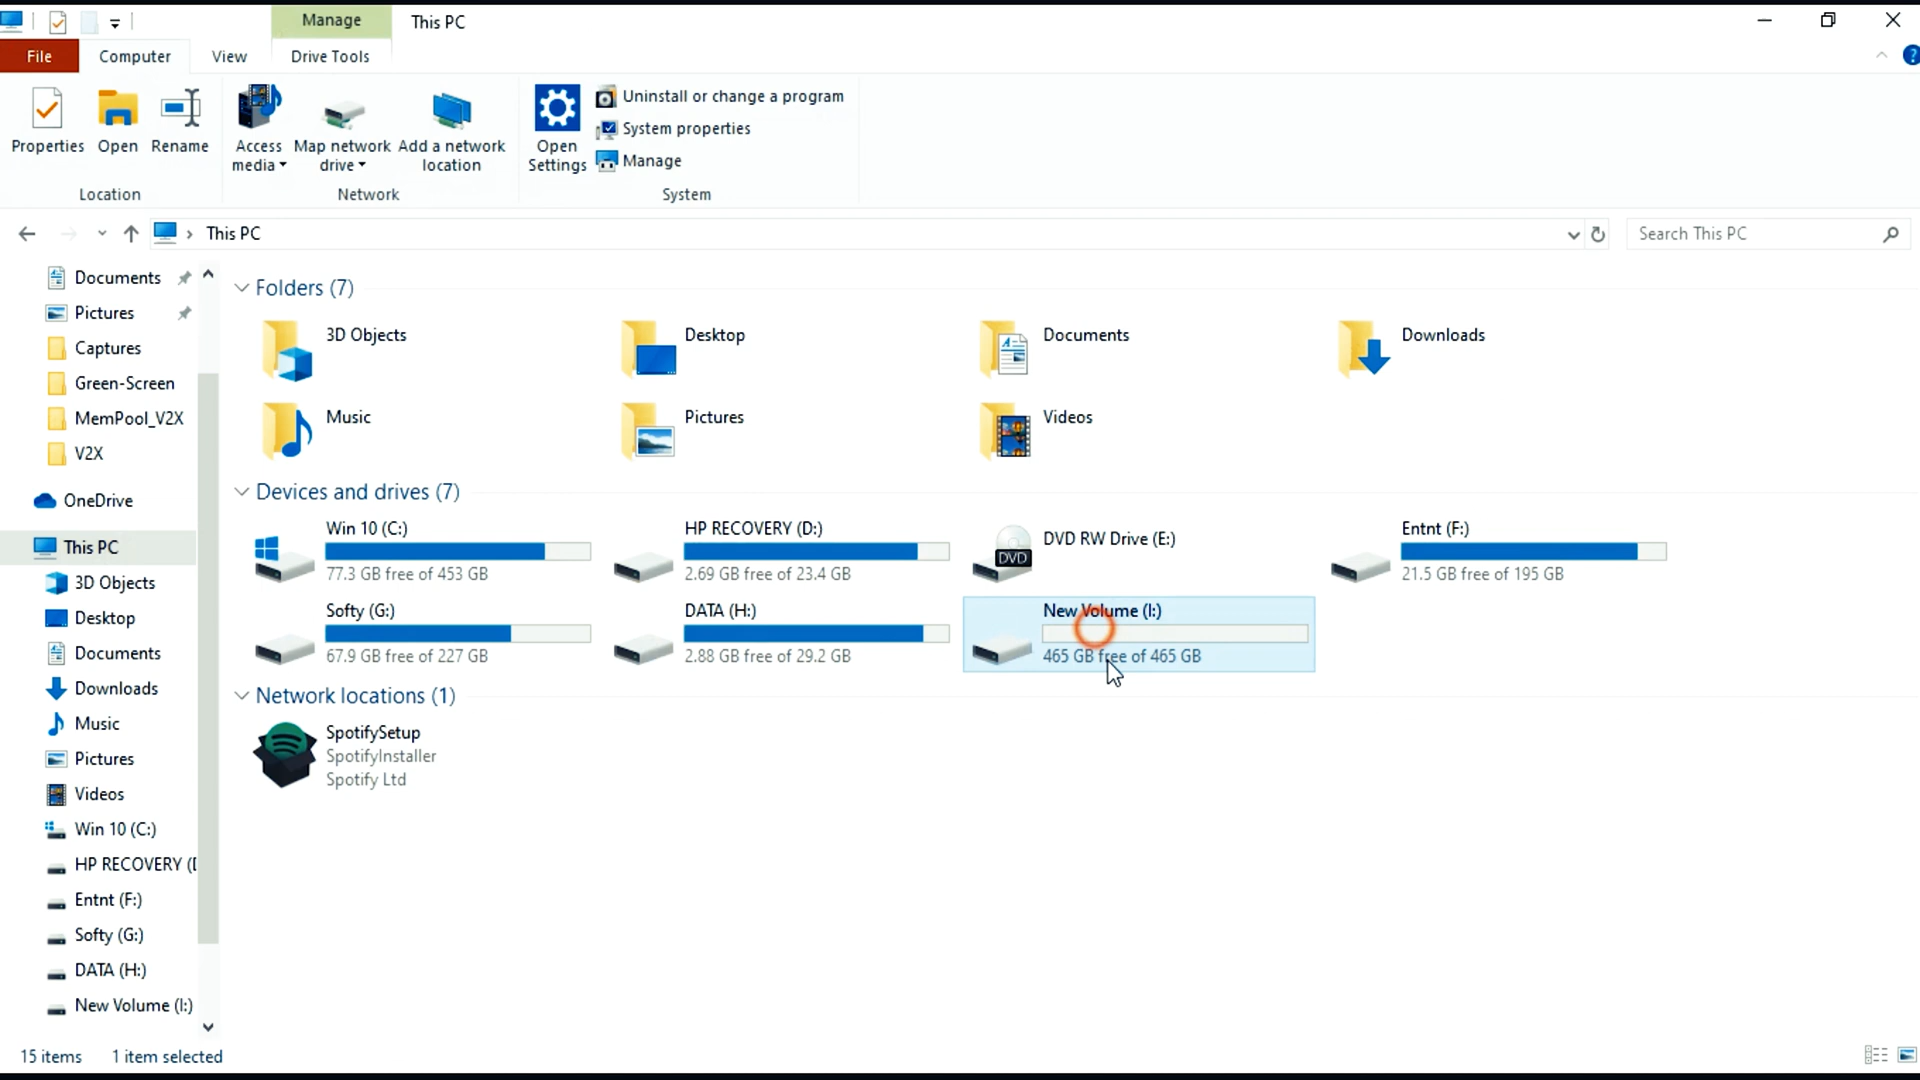 Manage
This PC
File
Computer
View
Drive Tools
Properties
Open
Rename
Access
media
Map network
drive
Add a network
location
Open
Settings
Uninstall or change a program
System properties
Manage
Location
Network
System
This PC
Search This PC
Documents
Pictures
Captures
Green-Screen
MemPool_V2X
V2X
OneDrive
This PC
3D Objects
Desktop
Documents
Downloads
Music
Pictures
Videos
Win 10 (C:)
HP RECOVERY (D
Entnt (F:)
Softy (G:)
DATA (H:)
New Volume (I:)
Folders (7)
3D Objects
Desktop
Documents
Downloads
Music
Pictures
Videos
Devices and drives (7)
Win 10 (C:)
77.3 GB free of 453 GB
HP RECOVERY (D:)
2.69 GB free of 23.4 GB
DVD
DVD RW Drive (E:)
Entnt (F:)
21.5 GB free of 195 GB
Softy (G:)
67.9 GB free of 227 GB
DATA (H:)
2.88 GB free of 29.2 GB
New Volume (I:)
465 GB free of 465 GB
Network locations (1)
SpotifySetup
SpotifyInstaller
Spotify Ltd
15 items
1 item selected